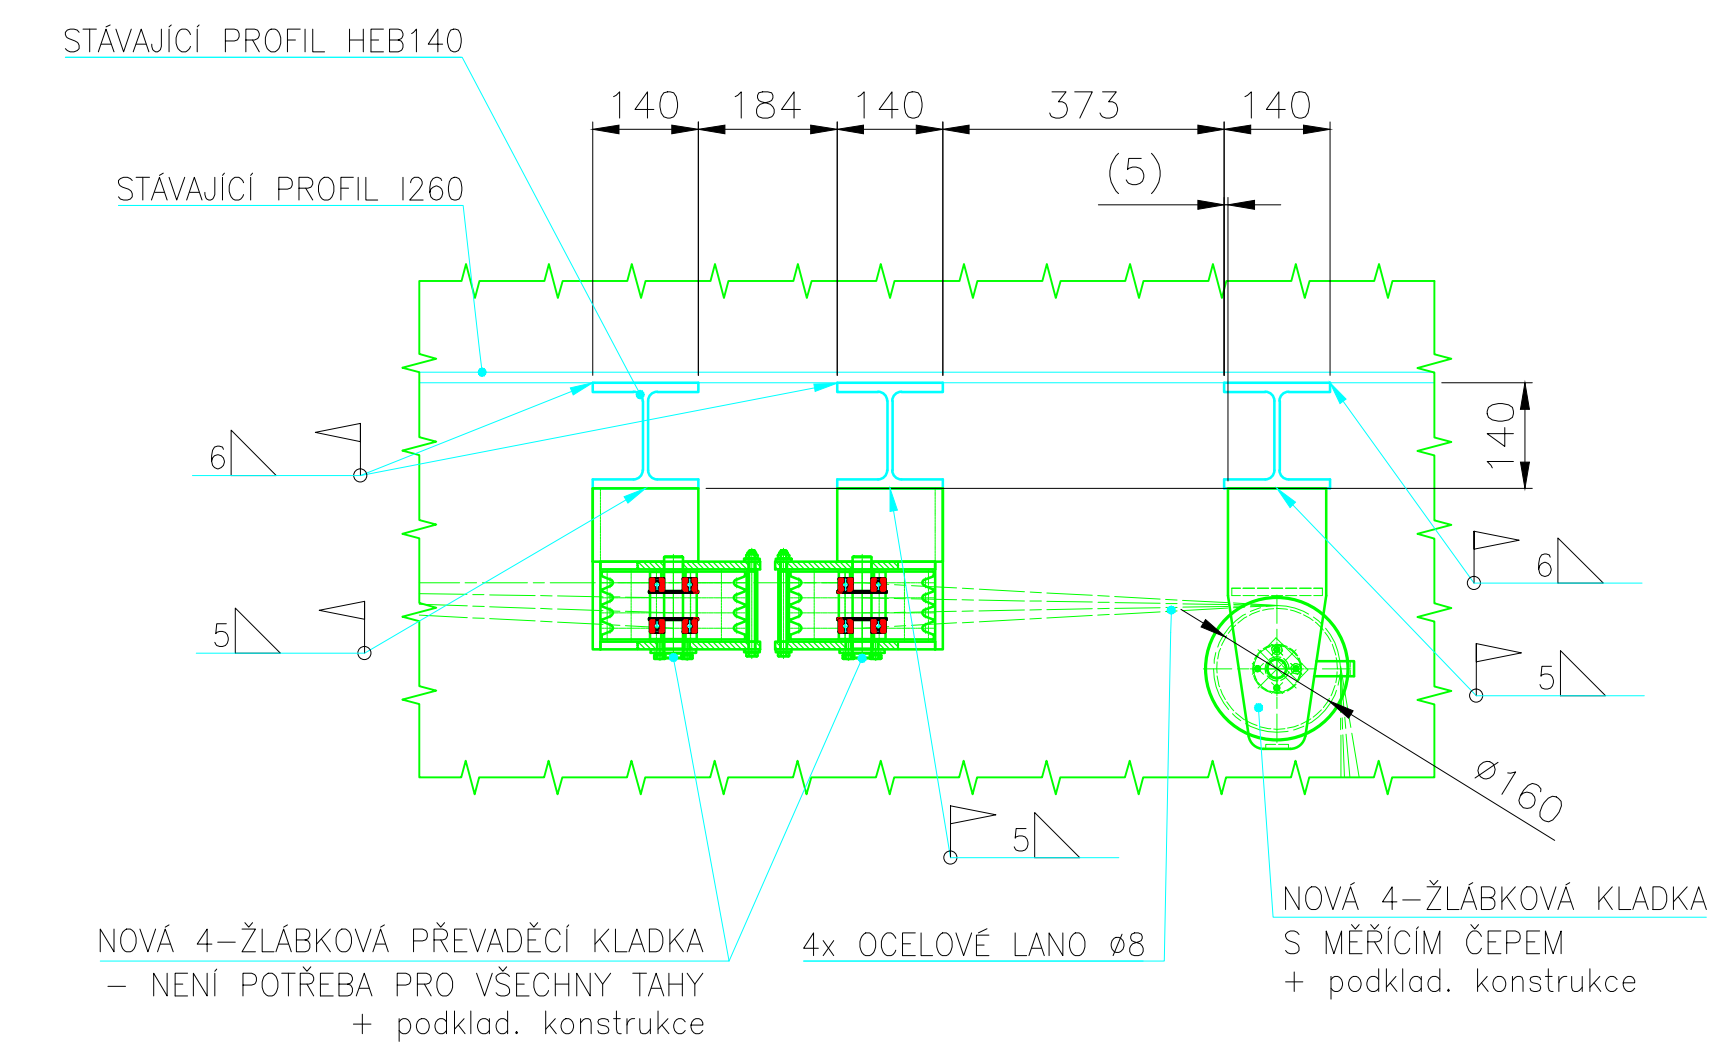 STÁVAJÍCÍ PROFIL HEB140
140 184 140 373 140
(5)
STÁVAJÍCÍ PROFIL I260
140
6
6
5
5
ø160
5
NOVÁ 4-ŽLÁBKOVÁ KLADKA
S MĚŘÍCÍM ČEPEM
+ podklad. konstrukce
NOVÁ 4-ŽLÁBKOVÁ PŘEVADĚCÍ KLADKA
- NENÍ POTŘEBA PRO VŠECHNY TAHY
+ podklad. konstrukce
4x OCELOVÉ LANO ø8